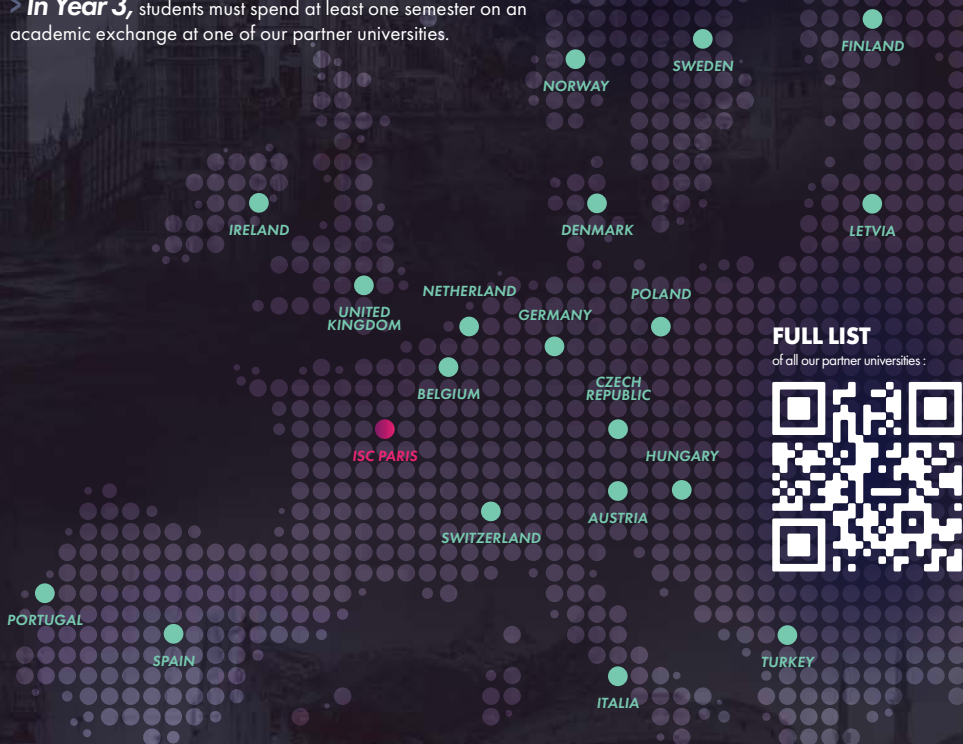 > In Year 3, students must spend at least one semester on an
academic exchange at one of our partner universities.
FINLAND
SWEDEN
NORWAY
IRELAND
DENMARK
LETVIA
NETHERLAND
POLAND
UNITED
KINGDOM
GERMANY
FULL LIST
of all our partner universities :
BELGIUM
CZECH
REPUBLIC
ISC PARIS
HUNGARY
AUSTRIA
SWITZERLAND
PORTUGAL
SPAIN
TURKEY
ITALIA